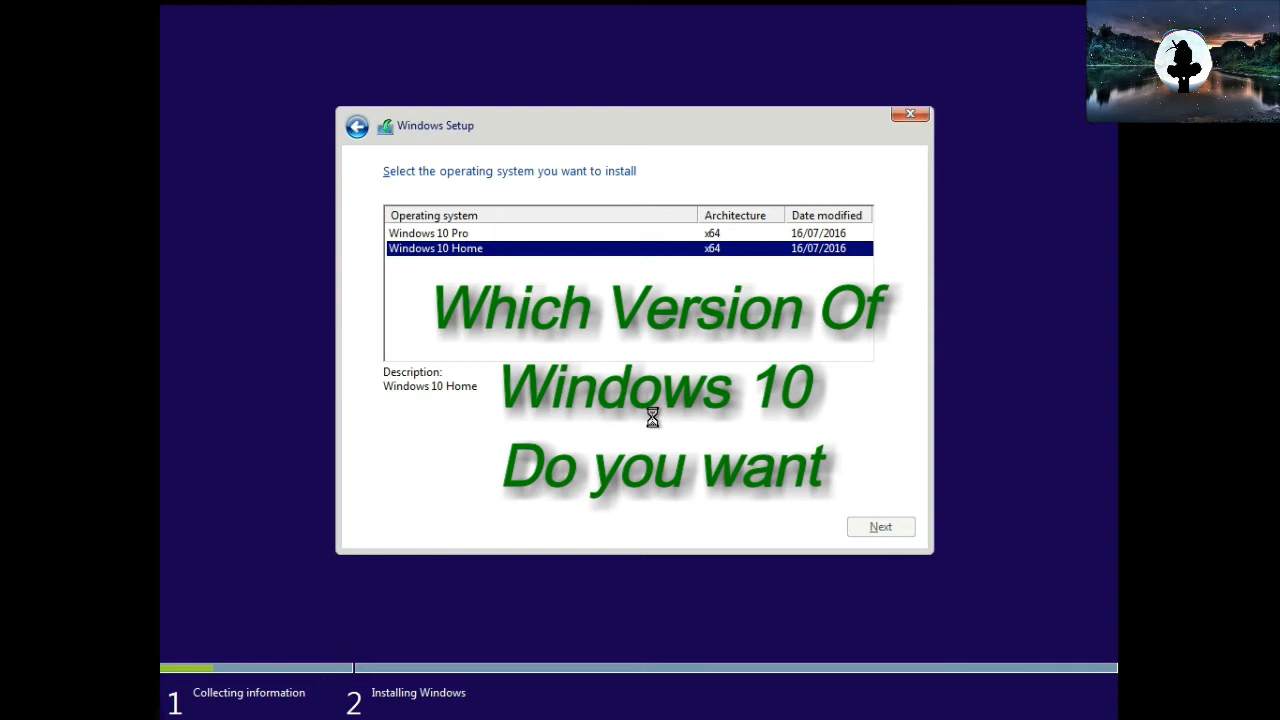 Windows Setup
Select the operating system you want to install
Operating system Architecture Date modified
Windows 10 Pro x64 16/07/2016
Windows 10 Home x64 16/07/2016
Which Version Of
Windows 10
Do you want
Description:
Windows 10 Home
Next
1 Collecting information 2 Installing Windows